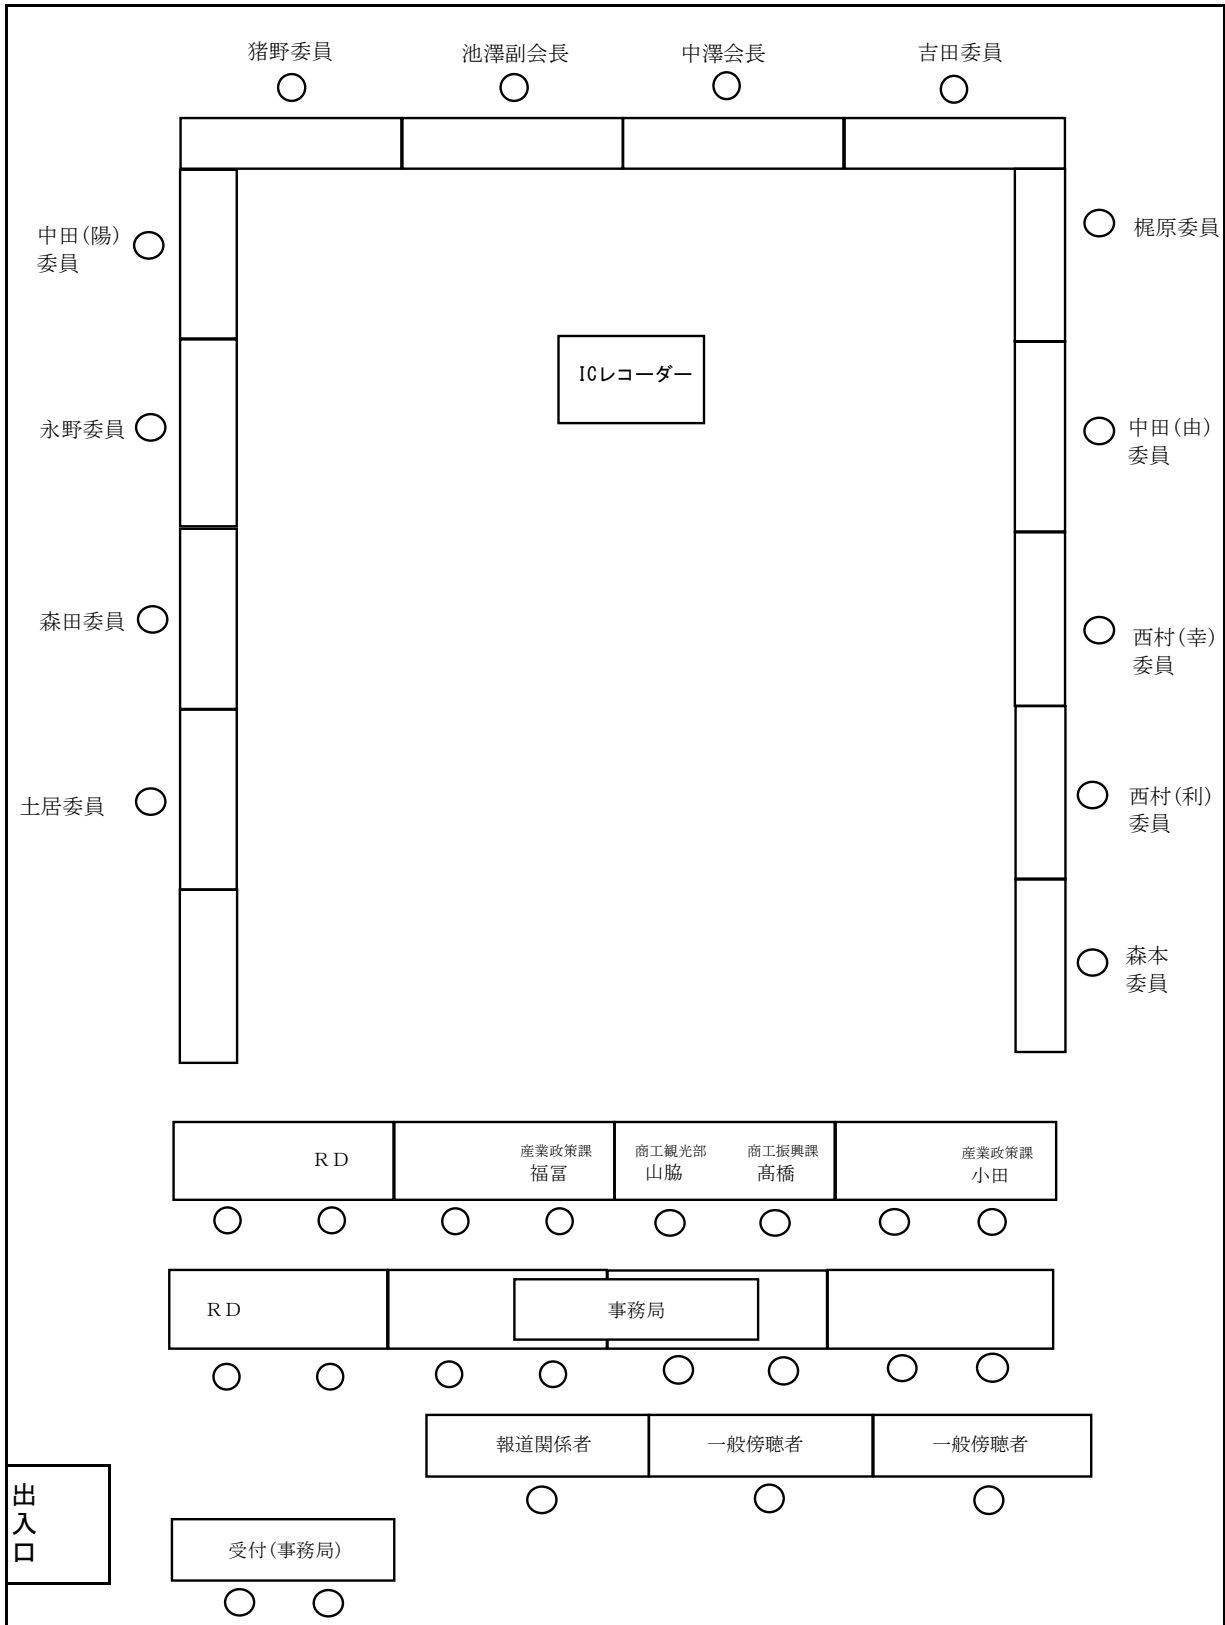 猪野委員
池澤副会長
中澤会長
吉田委員
中田(陽)
委員
梶原委員
ICレコーダー
永野委員
中田(由)
委員
森田委員
西村(幸)
委員
土居委員
西村(利)
委員
森本
委員
ＲＤ
産業政策課
福冨
商工観光部
山脇
商工振興課
髙橋
産業政策課
小田
ＲＤ
事務局
報道関係者
一般傍聴者
一般傍聴者
出
入
口
受付(事務局)